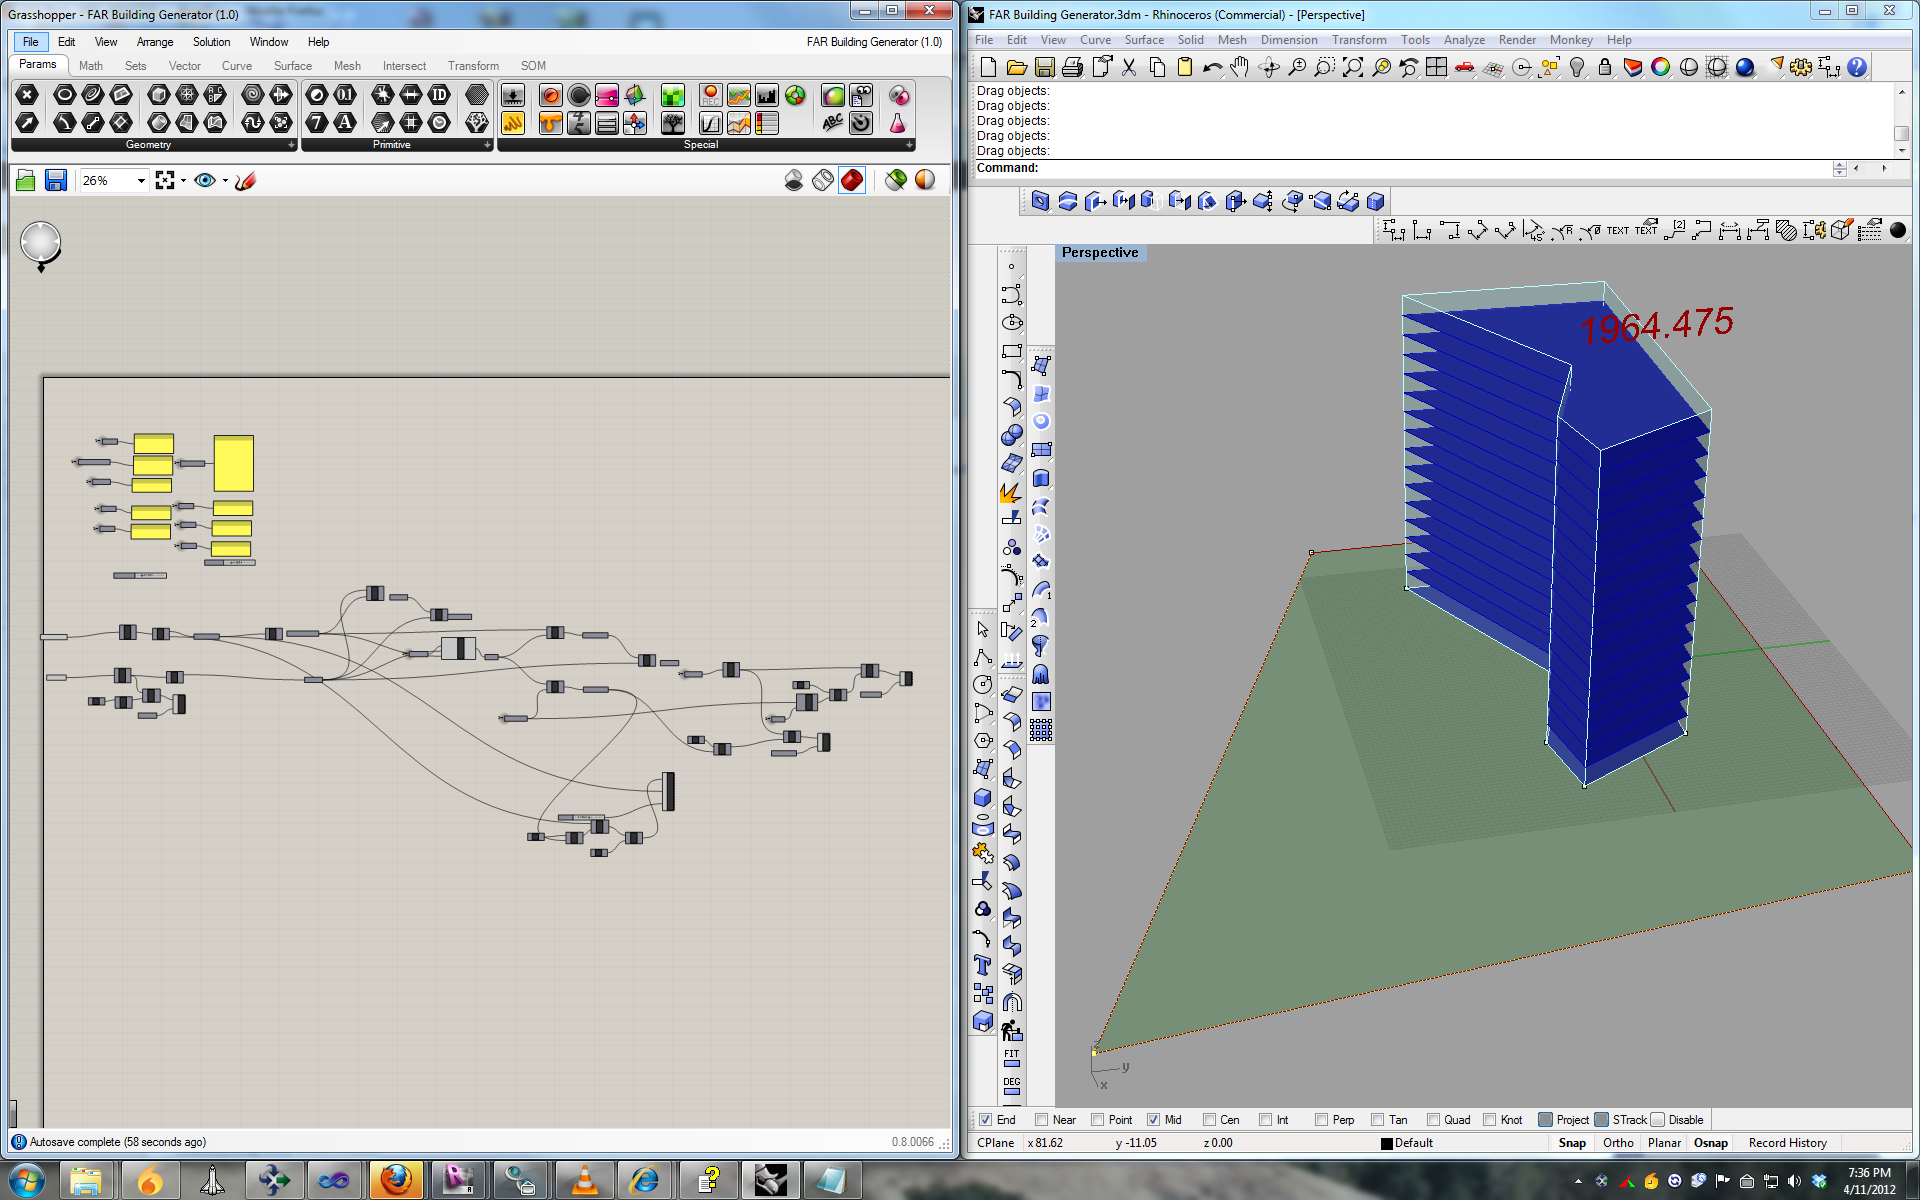 Grasshopper - FAR Building Generator (1.0)
File Edit View Arrange Solution Window Help FAR Building Generator (1.0)
Params Math Sets Vector Curve Surface Mesh Intersect Transform SOM
Geometry Primitive Special
26%
Autosave complete (58 seconds ago) 0.8.0066
FAR Building Generator.3dm - Rhinoceros (Commercial) - [Perspective]
File Edit View Curve Surface Solid Mesh Dimension Transform Tools Analyze Render Monkey Help
Drag objects:
Drag objects:
Drag objects:
Drag objects:
Drag objects:
Command:
TEXT TEXT
Perspective
1964.475
FIT
DEG
y
x
End Near Point Mid Cen Int Perp Tan Quad Knot Project STrack Disable
CPlane x 81.62 y -11.05 z 0.00 Default Snap Ortho Planar Osnap Record History
7:36 PM
4/11/2012